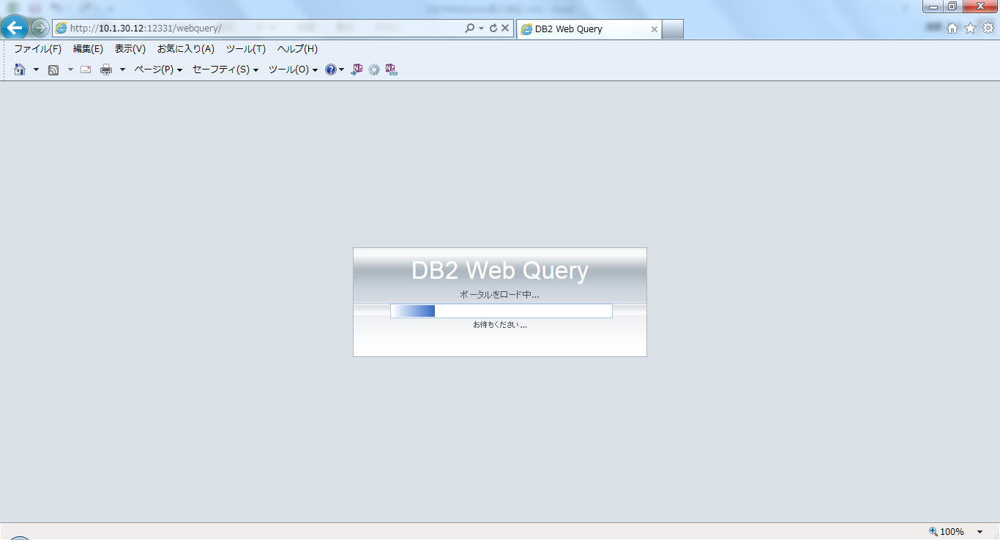 http://10.1.30.12:12331/webquery/
DB2 Web Query
ファイル(F) 編集(E) 表示(V) お気に入り(A) ツール(T) ヘルプ(H)
ページ(P) セーフティ(S) ツール(O)
DB2 Web Query
ポータルをロード中...
お待ちください...
100%